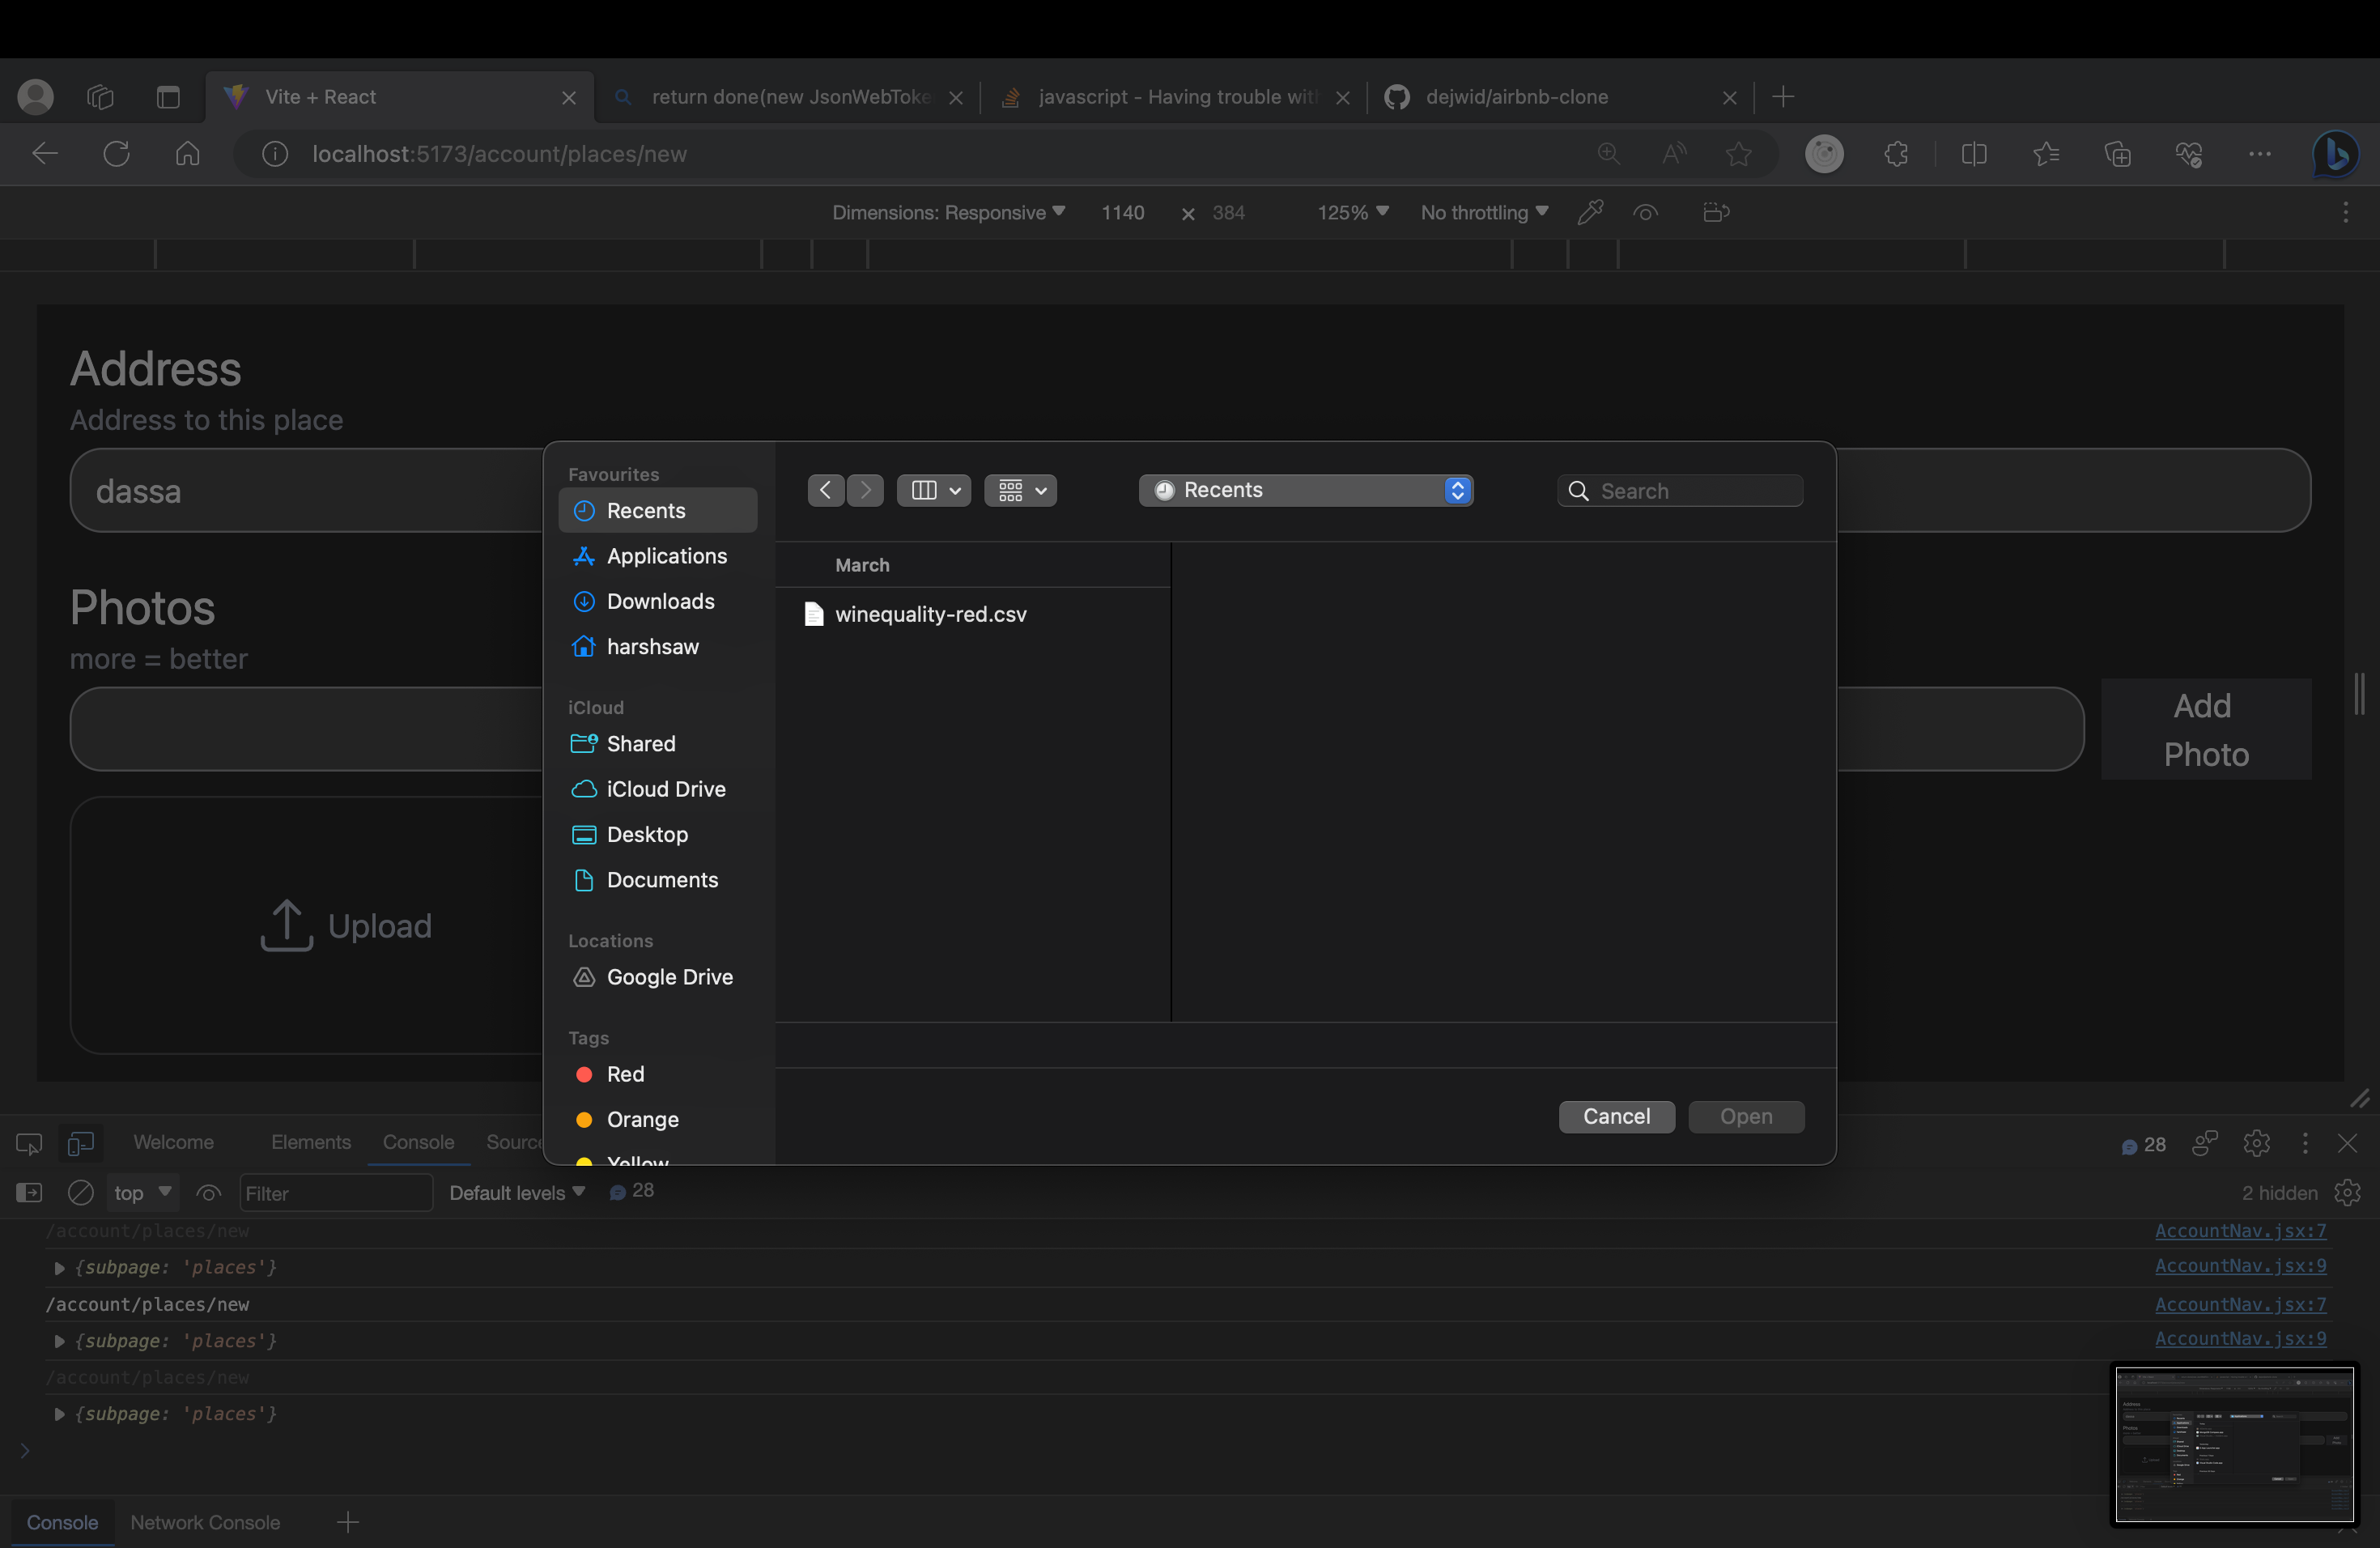 Vite + React
return done(new JsonWebToke
javascript - Having trouble wit
dejwid/airbnb-clone
localhost:5173/account/places/new
Dimensions: Responsive
1140 × 384
125%
No throttling
Address
Address to this place
dassa
Photos
more = better
Add
Photo
Upload
Favourites
Recents
Applications
Downloads
harshsaw
iCloud
Shared
iCloud Drive
Desktop
Documents
Locations
Google Drive
Tags
Red
Orange
Yellow
Recents
Search
March
winequality-red.csv
Cancel
Open
Welcome
Elements
Console
Source
28
top
Filter
Default levels
28
2 hidden
/account/places/new
AccountNav.jsx:7
{subpage: 'places'}
AccountNav.jsx:9
/account/places/new
AccountNav.jsx:7
{subpage: 'places'}
AccountNav.jsx:9
/account/places/new
{subpage: 'places'}
Console
Network Console